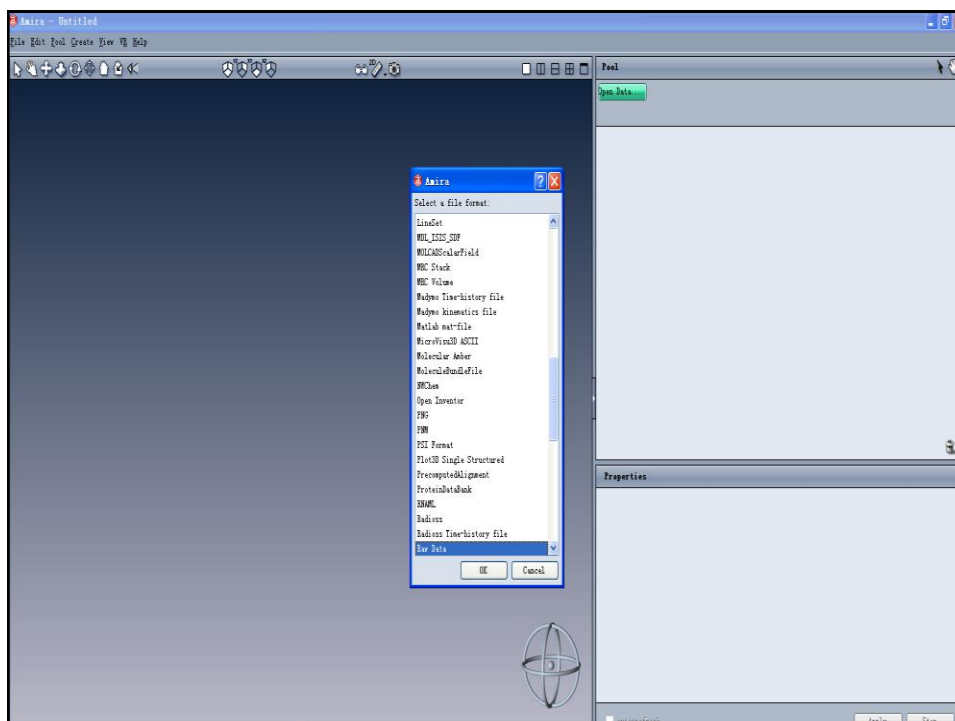 Amira - Untitled
File Edit Pool Create View VR Help
Pool
Open Data...
Amira
Select a file format:
LineSet
MDL_ISIS_SDF
MOLCADScalarField
MRC Stack
MRC Volume
Madymo Time-history file
Madymo kinematics file
Matlab mat-file
MicroVisu3D ASCII
Molecular Amber
MoleculeBundleFile
NWChem
Open Inventor
PNG
PNM
PSI Format
Plot3D Single Structured
PrecomputedAlignment
ProteinDataBank
RNAML
Radioss
Radioss Time-history file
Raw Data
OK Cancel
Properties